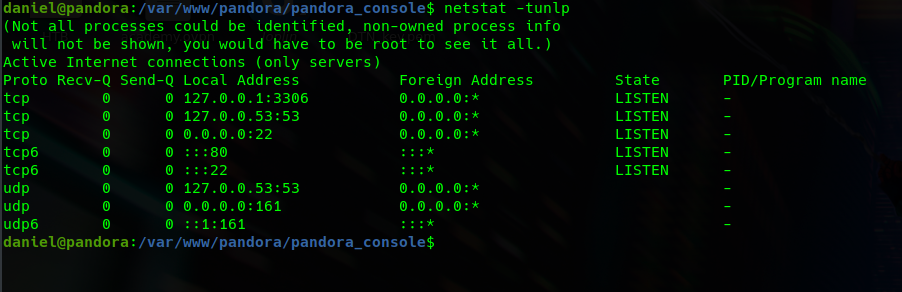 daniel@pandora:/var/www/pandora/pandora_console$ netstat -tunlp
(Not all processes could be identified, non-owned process info
 will not be shown, you would have to be root to see it all.)
Active Internet connections (only servers)
Proto Recv-Q Send-Q Local Address           Foreign Address         State       PID/Program name
tcp        0      0 127.0.0.1:3306          0.0.0.0:*               LISTEN      -
tcp        0      0 127.0.0.53:53           0.0.0.0:*               LISTEN      -
tcp        0      0 0.0.0.0:22              0.0.0.0:*               LISTEN      -
tcp6       0      0 :::80                   :::*                    LISTEN      -
tcp6       0      0 :::22                   :::*                    LISTEN      -
udp        0      0 127.0.0.53:53           0.0.0.0:*                           -
udp        0      0 0.0.0.0:161             0.0.0.0:*                           -
udp6       0      0 ::1:161                 :::*                                -
daniel@pandora:/var/www/pandora/pandora_console$